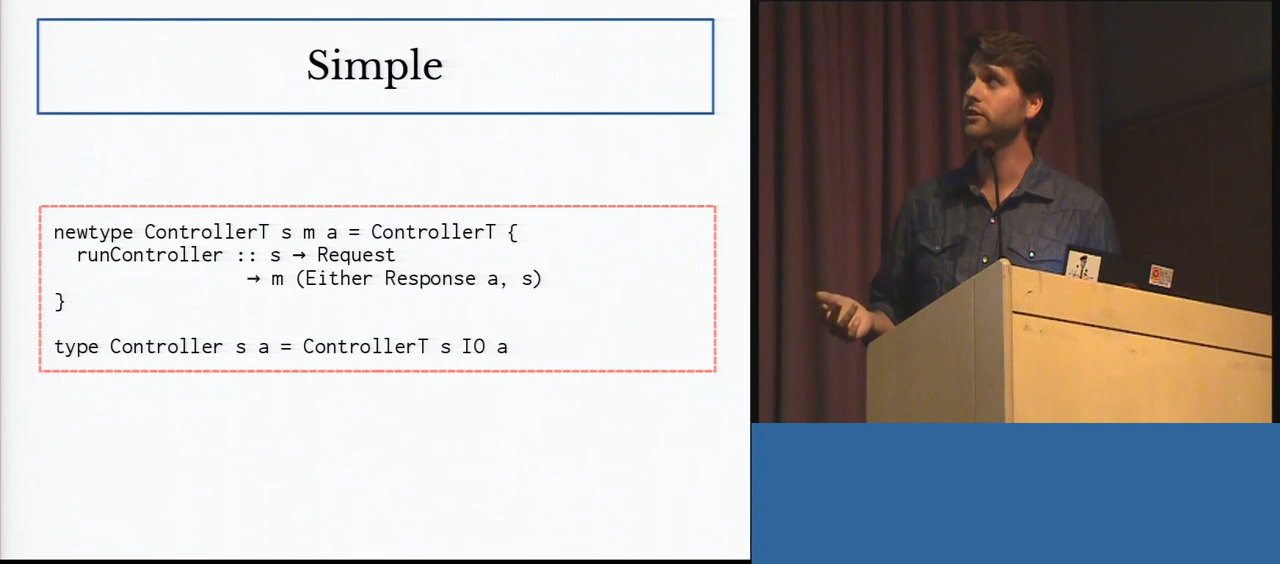 Simple
newtype ControllerT s m a = ControllerT {
runController :: s → Request
→ m (Either Response a, s)
}
type Controller s a = ControllerT s IO a